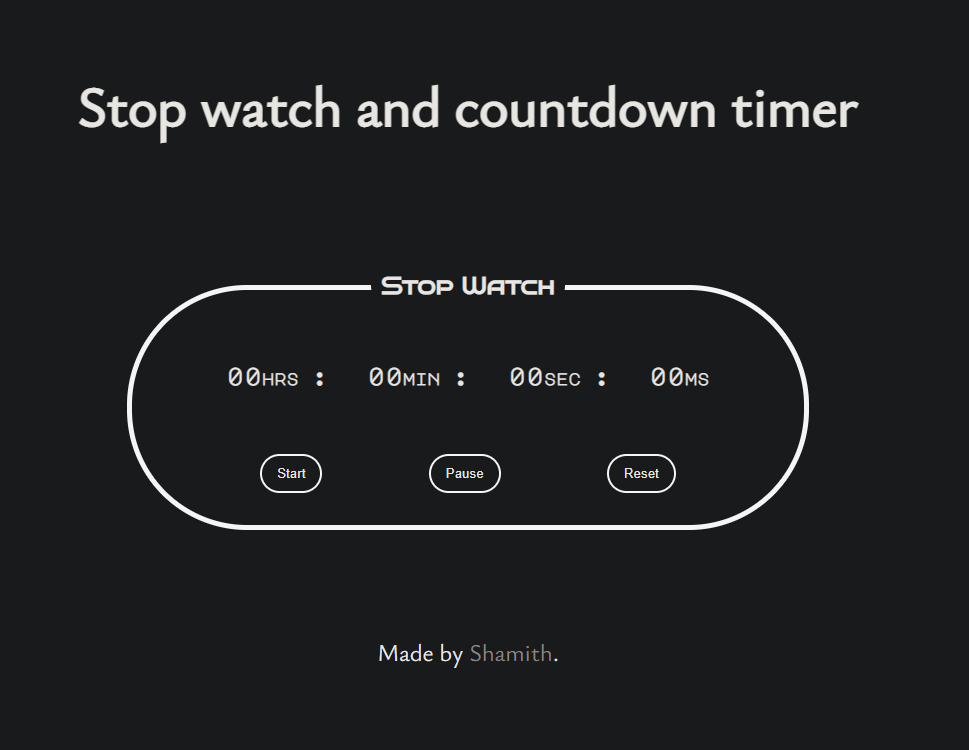 Stop watch and countdown timer
Stop Watch
00HRS : 00MIN : 00SEC : 00MS
Start Pause Reset
Made by Shamith.